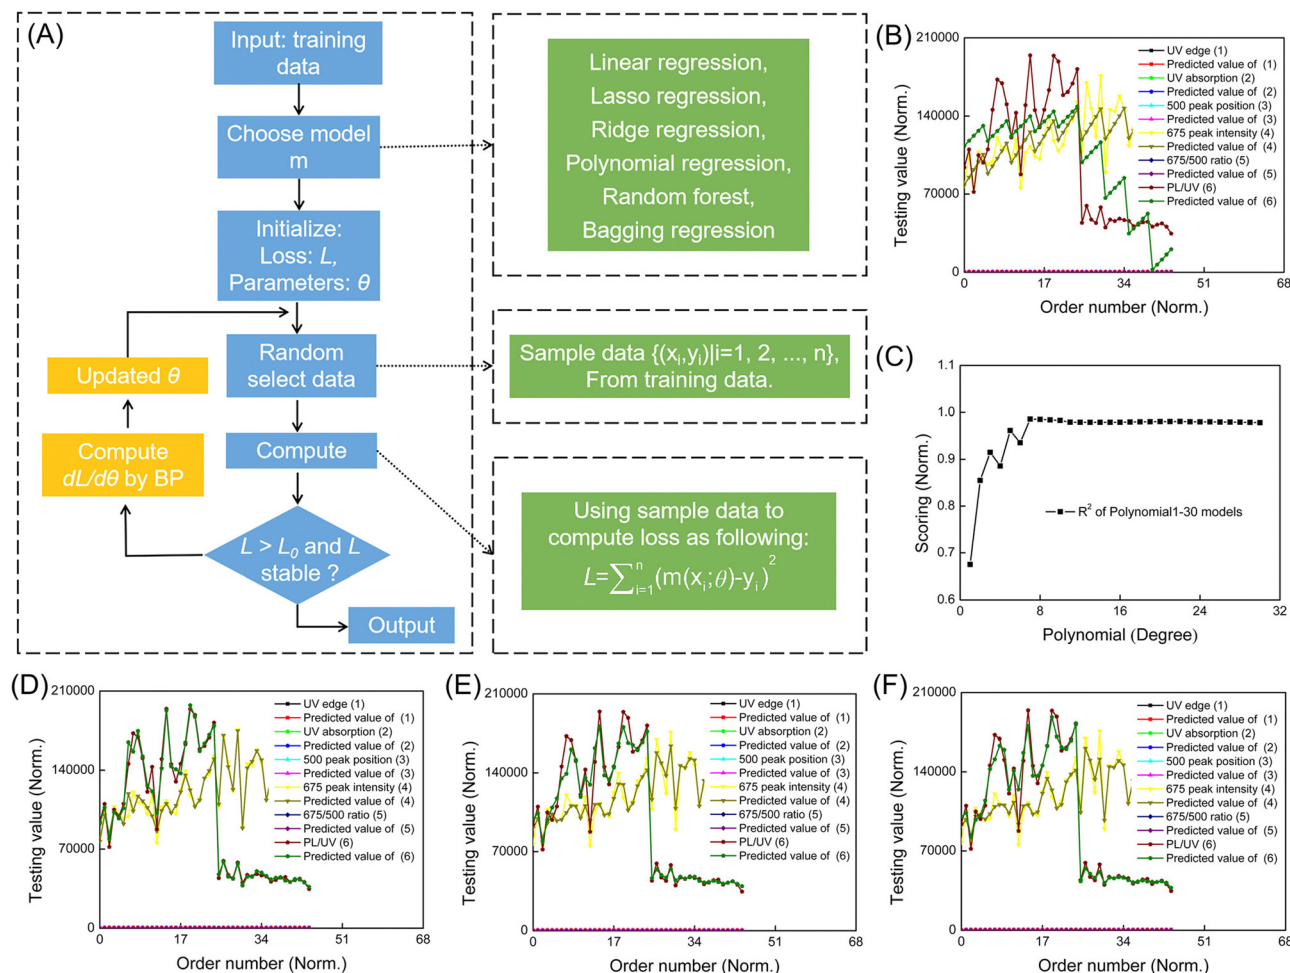 (A)
Input: training
data
Choose model
m
Initialize:
Loss: L,
Parameters: θ
Random
select data
Compute
L > L0 and L
stable ?
Output
Updated θ
Compute
dL/dθ by BP
Linear regression,
Lasso regression,
Ridge regression,
Polynomial regression,
Random forest,
Bagging regression
Sample data {(xi,yi)|i=1, 2, ..., n},
From training data.
Using sample data to
compute loss as following:
L=∑i=1n(m(xi;θ)-yi)2
(B)
210000
140000
70000
0
Testing value (Norm.)
0 17 34 51 68
Order number (Norm.)
UV edge (1)
Predicted value of (1)
UV absorption (2)
Predicted value of (2)
500 peak position (3)
Predicted value of (3)
675 peak intensity (4)
Predicted value of (4)
675/500 ratio (5)
Predicted value of (5)
PL/UV (6)
Predicted value of (6)
(C)
1.1
1.0
0.9
0.8
0.7
0.6
Scoring (Norm.)
R2 of Polynomial1-30 models
0 8 16 24 32
Polynomial (Degree)
(D)
210000
140000
70000
0
Testing value (Norm.)
0 17 34 51 68
Order number (Norm.)
UV edge (1)
Predicted value of (1)
UV absorption (2)
Predicted value of (2)
500 peak position (3)
Predicted value of (3)
675 peak intensity (4)
Predicted value of (4)
675/500 ratio (5)
Predicted value of (5)
PL/UV (6)
Predicted value of (6)
(E)
210000
140000
70000
0
Testing value (Norm.)
0 17 34 51 68
Order number (Norm.)
UV edge (1)
Predicted value of (1)
UV absorption (2)
Predicted value of (2)
500 peak position (3)
Predicted value of (3)
675 peak intensity (4)
Predicted value of (4)
675/500 ratio (5)
Predicted value of (5)
PL/UV (6)
Predicted value of (6)
(F)
210000
140000
70000
0
Testing value (Norm.)
0 17 34 51 68
Order number (Norm.)
UV edge (1)
Predicted value of (1)
UV absorption (2)
Predicted value of (2)
500 peak position (3)
Predicted value of (3)
675 peak intensity (4)
Predicted value of (4)
675/500 ratio (5)
Predicted value of (5)
PL/UV (6)
Predicted value of (6)